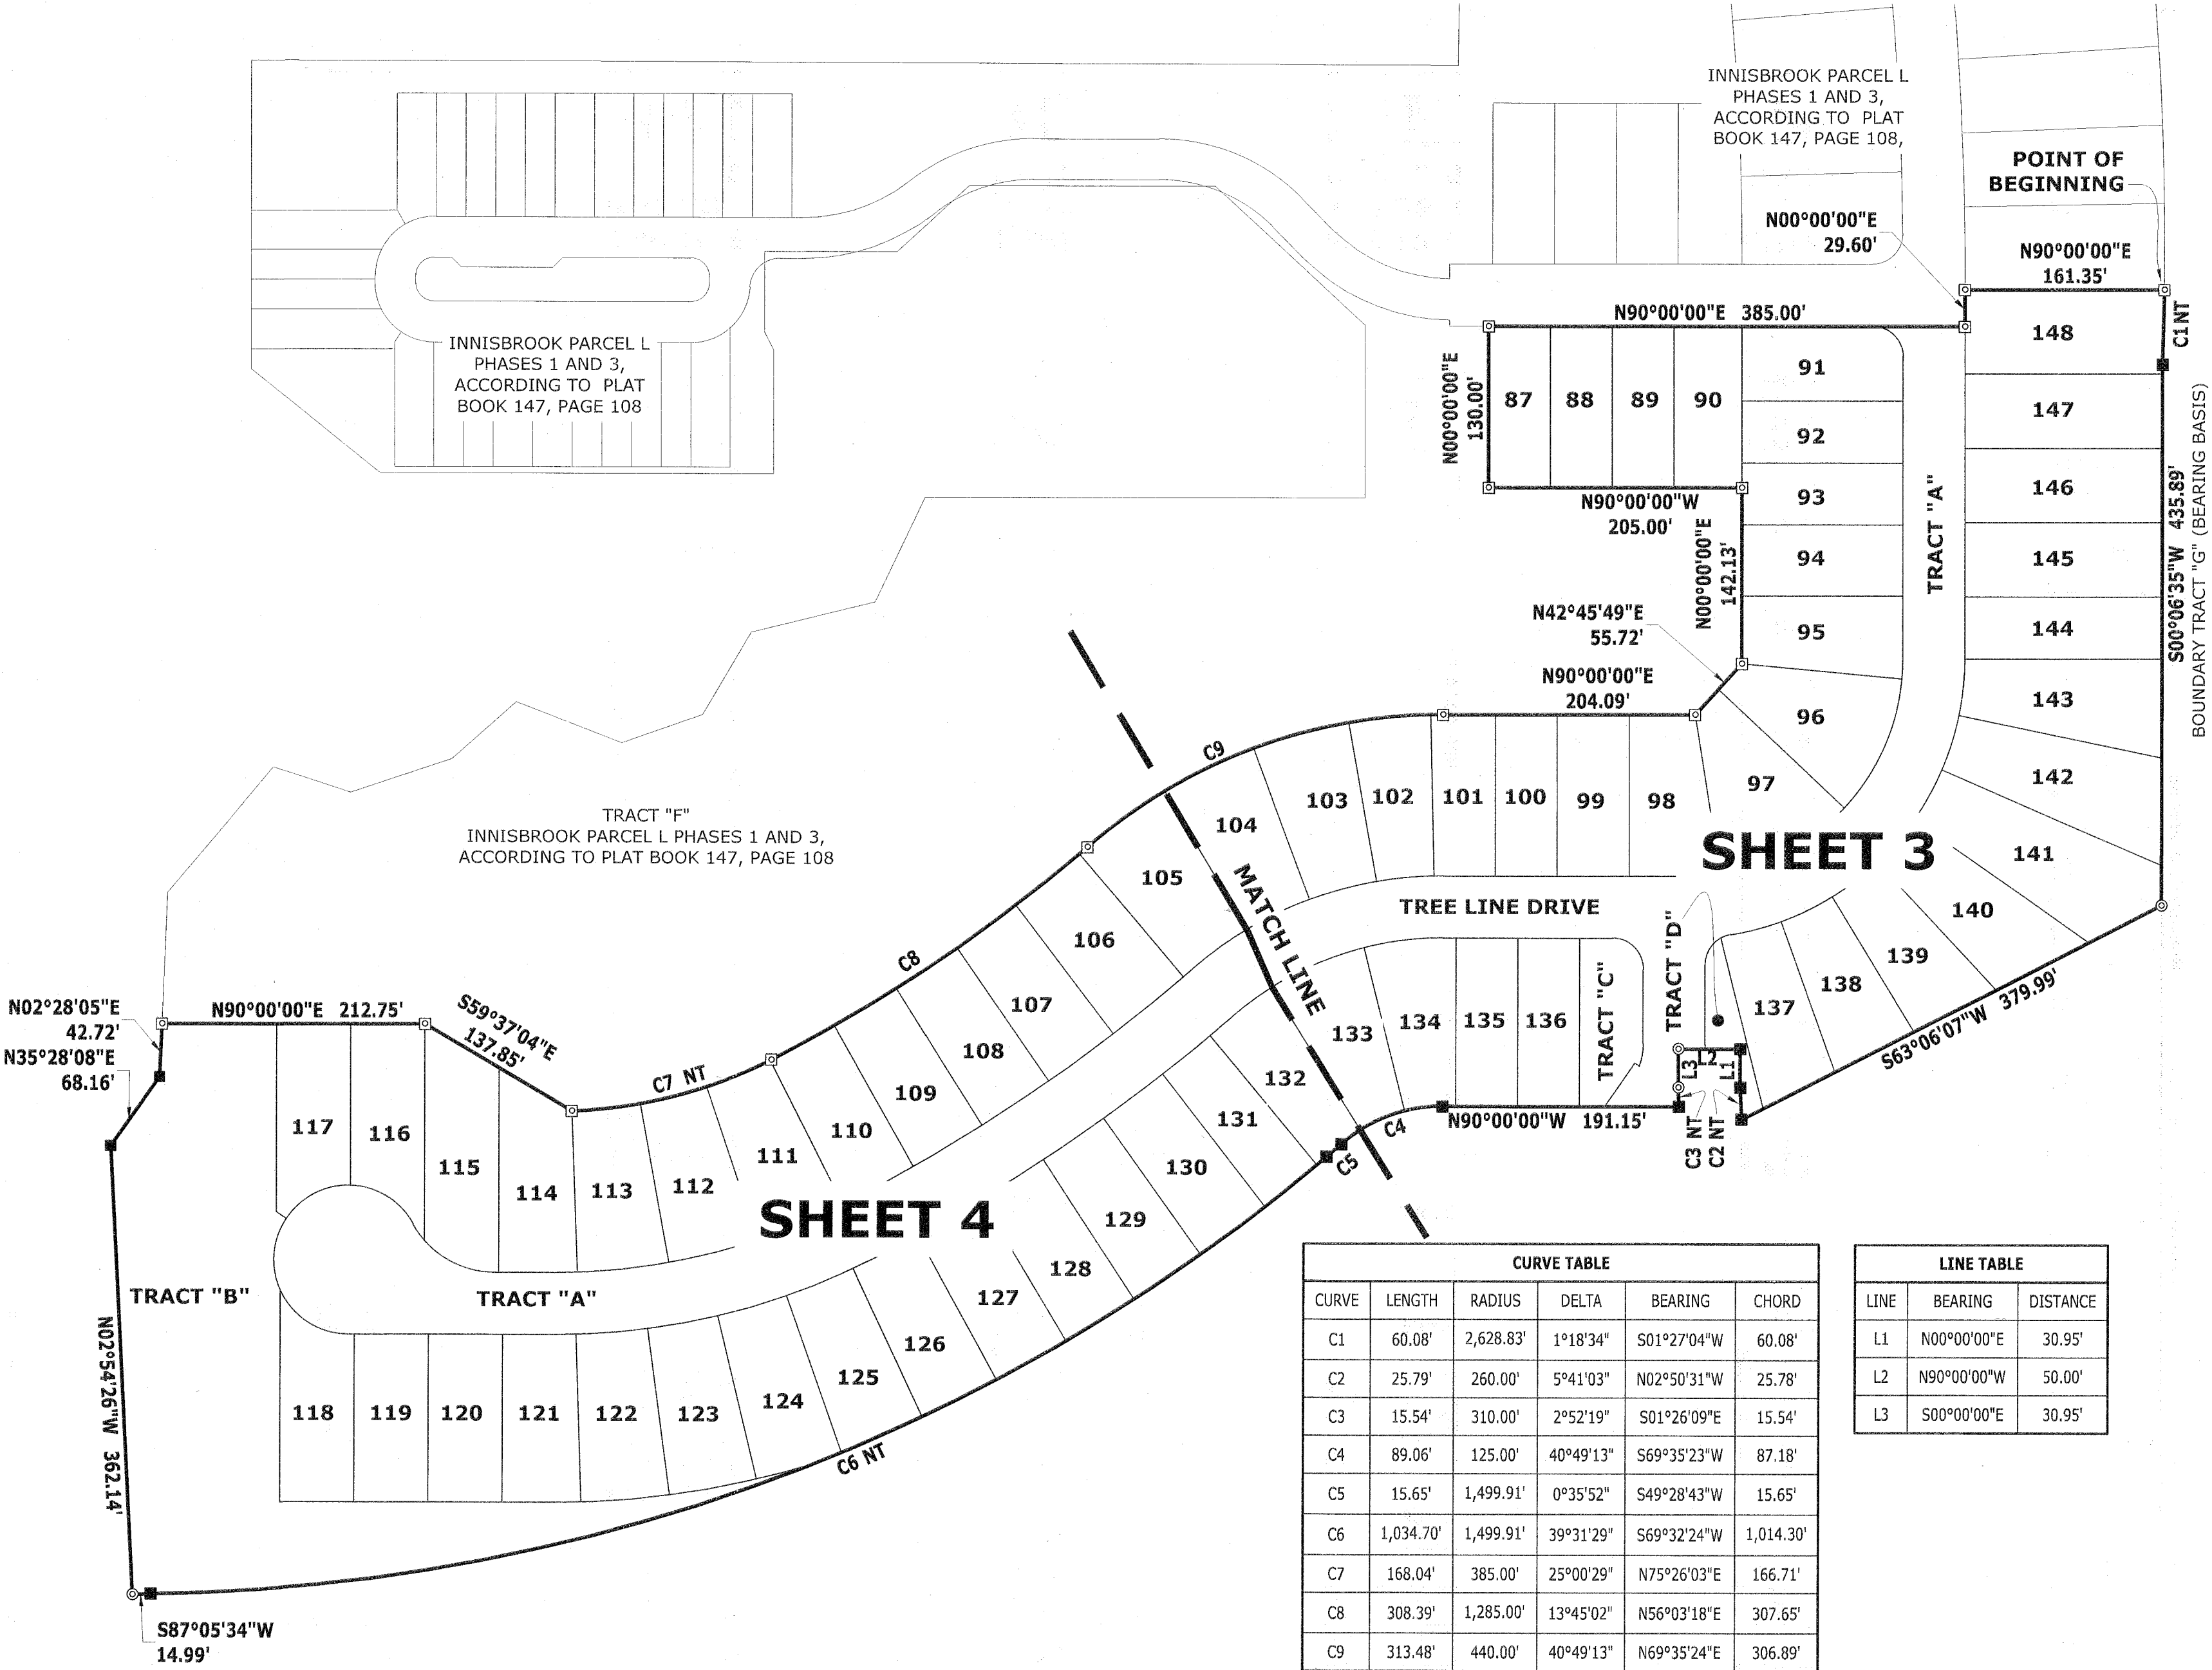 INNISBROOK PARCEL L
PHASES 1 AND 3,
ACCORDING TO PLAT
BOOK 147, PAGE 108,
POINT OF
BEGINNING
N00°00'00"E
29.60'
N90°00'00"E
161.35'
C1 NT
N90°00'00"E 385.00'
INNISBROOK PARCEL L
PHASES 1 AND 3,
ACCORDING TO PLAT
BOOK 147, PAGE 108
N00°00'00"E
130.00'
87
88
89
90
91
92
93
94
95
96
97
148
147
146
145
144
143
142
141
140
139
138
137
TRACT "A"
S00°06'35"W 435.89'
BOUNDARY TRACT "G" (BEARING BASIS)
N90°00'00"W
205.00'
N00°00'00"E
142.13'
N42°45'49"E
55.72'
N90°00'00"E
204.09'
SHEET 3
C9
104
103
102
101
100
99
98
TREE LINE DRIVE
MATCH LINE
TRACT "D"
TRACT "C"
133
134
135
136
L3
L2
L1
C3 NT
C2 NT
S63°06'07"W 379.99'
N90°00'00"W 191.15'
C4
C5
TRACT "F"
INNISBROOK PARCEL L PHASES 1 AND 3,
ACCORDING TO PLAT BOOK 147, PAGE 108
N02°28'05"E
42.72'
N35°28'08"E
68.16'
N90°00'00"E 212.75'
S59°37'04"E
137.85'
C7 NT
C8
105
106
107
108
109
110
111
112
113
114
115
116
117
SHEET 4
132
131
130
129
128
127
126
125
124
123
122
121
120
119
118
TRACT "B"
TRACT "A"
N02°54'26"W 362.14'
C6 NT
S87°05'34"W
14.99'
CURVE TABLE
CURVE LENGTH RADIUS DELTA BEARING CHORD
C1 60.08' 2,628.83' 1°18'34" S01°27'04"W 60.08'
C2 25.79' 260.00' 5°41'03" N02°50'31"W 25.78'
C3 15.54' 310.00' 2°52'19" S01°26'09"E 15.54'
C4 89.06' 125.00' 40°49'13" S69°35'23"W 87.18'
C5 15.65' 1,499.91' 0°35'52" S49°28'43"W 15.65'
C6 1,034.70' 1,499.91' 39°31'29" S69°32'24"W 1,014.30'
C7 168.04' 385.00' 25°00'29" N75°26'03"E 166.71'
C8 308.39' 1,285.00' 13°45'02" N56°03'18"E 307.65'
C9 313.48' 440.00' 40°49'13" N69°35'24"E 306.89'
LINE TABLE
LINE BEARING DISTANCE
L1 N00°00'00"E 30.95'
L2 N90°00'00"W 50.00'
L3 S00°00'00"E 30.95'